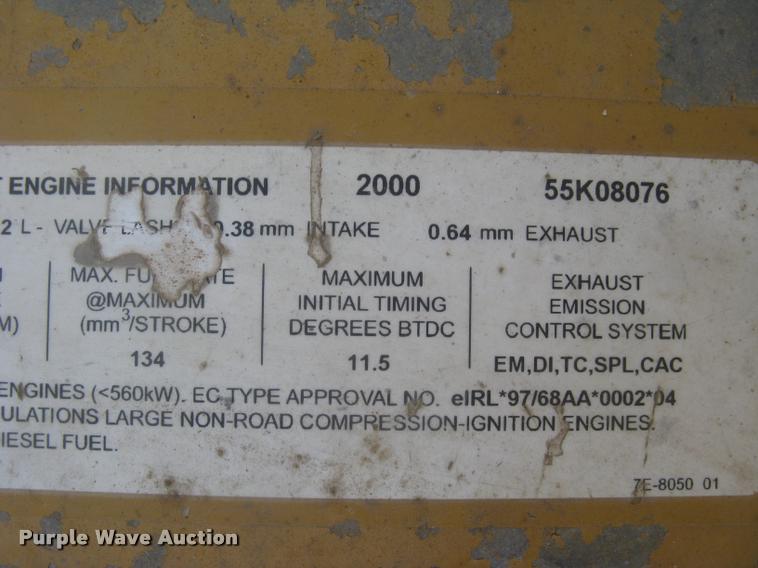 T ENGINE INFORMATION 2000 55K08076
2 L - VALVE LASH 0.38 mm INTAKE 0.64 mm EXHAUST
MAX. FUEL RATE MAXIMUM EXHAUST
@MAXIMUM INITIAL TIMING EMISSION
M) (mm3/STROKE) DEGREES BTDC CONTROL SYSTEM
134 11.5 EM,DI,TC,SPL,CAC
ENGINES (<560kW). EC TYPE APPROVAL NO. eIRL*97/68AA*0002*04
ULATIONS LARGE NON-ROAD COMPRESSION-IGNITION ENGINES.
IESEL FUEL.
7E-8050 01
Purple Wave Auction